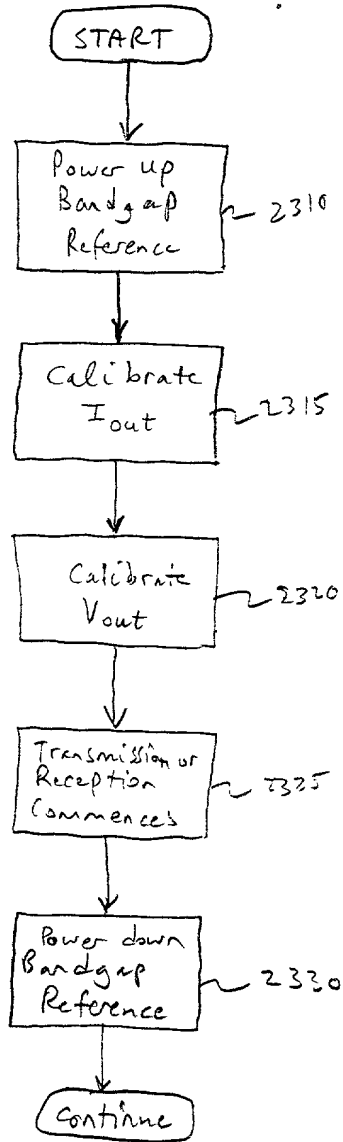 START
Power up
Bandgap
Reference
2310
Calibrate
Iout
2315
Calibrate
Vout
2320
Transmission or
Reception
Commences
2325
Power down
Bandgap
Reference
2330
Continue